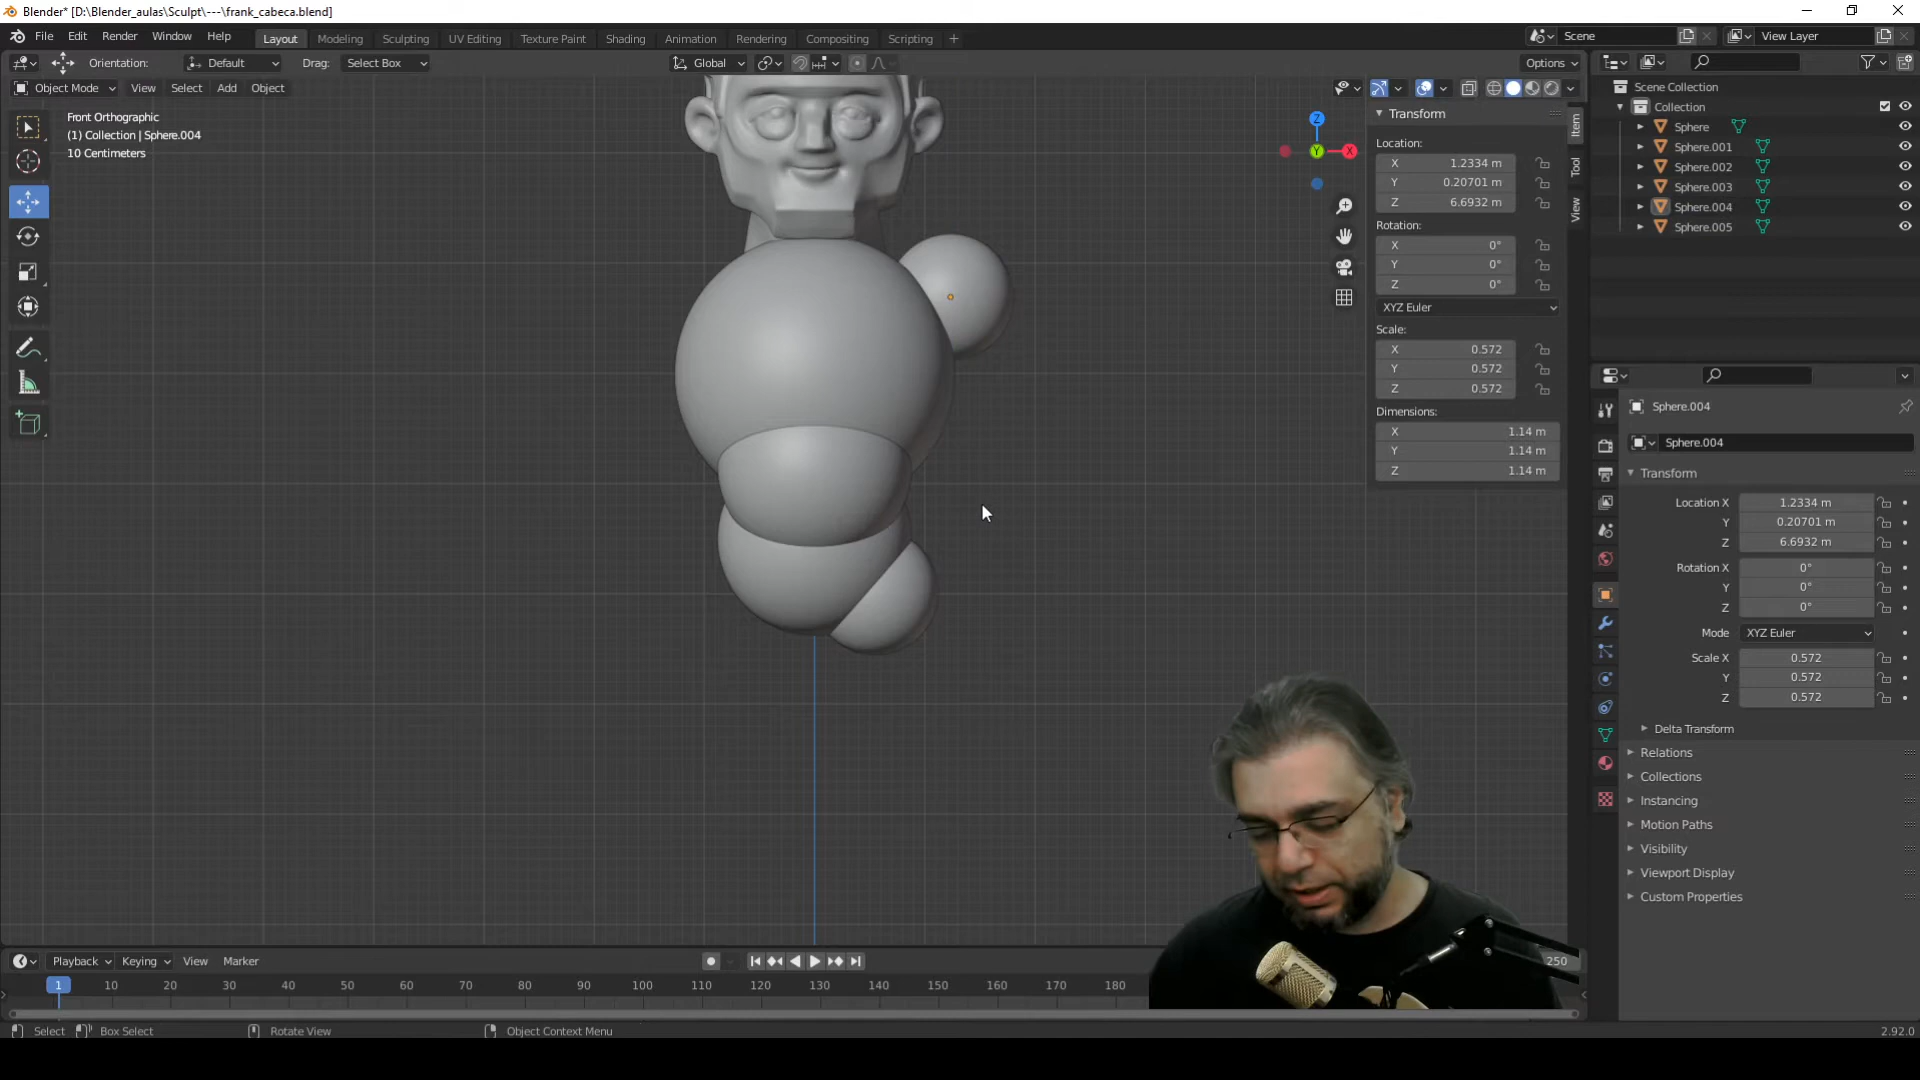 Blender* [D:\Blender_aulas\Sculpt\---\frank_cabeca.blend]
File Edit Render Window Help Layout Modeling Sculpting UV Editing Texture Paint Shading Animation Rendering Compositing Scripting + Scene View Layer
Orientation: Default Drag: Select Box Global Options
Object Mode View Select Add Object
Front Orthographic
(1) Collection | Sphere.004
10 Centimeters
Z
Y
X
Transform
Location:
X 1.2334 m
Y 0.20701 m
Z 6.6932 m
Rotation:
X 0°
Y 0°
Z 0°
XYZ Euler
Scale:
X 0.572
Y 0.572
Z 0.572
Dimensions:
X 1.14 m
Y 1.14 m
Z 1.14 m
Item
Tool
View
Scene Collection
Collection
Sphere
Sphere.001
Sphere.002
Sphere.003
Sphere.004
Sphere.005
Sphere.004
Sphere.004
Transform
Location X 1.2334 m
Y 0.20701 m
Z 6.6932 m
Rotation X 0°
Y 0°
Z 0°
Mode XYZ Euler
Scale X 0.572
Y 0.572
Z 0.572
Delta Transform
Relations
Collections
Instancing
Motion Paths
Visibility
Viewport Display
Custom Properties
Playback Keying View Marker 250
1 10 20 30 40 50 60 70 80 90 100 110 120 130 140 150 160 170 180
Select Box Select Rotate View Object Context Menu 2.92.0